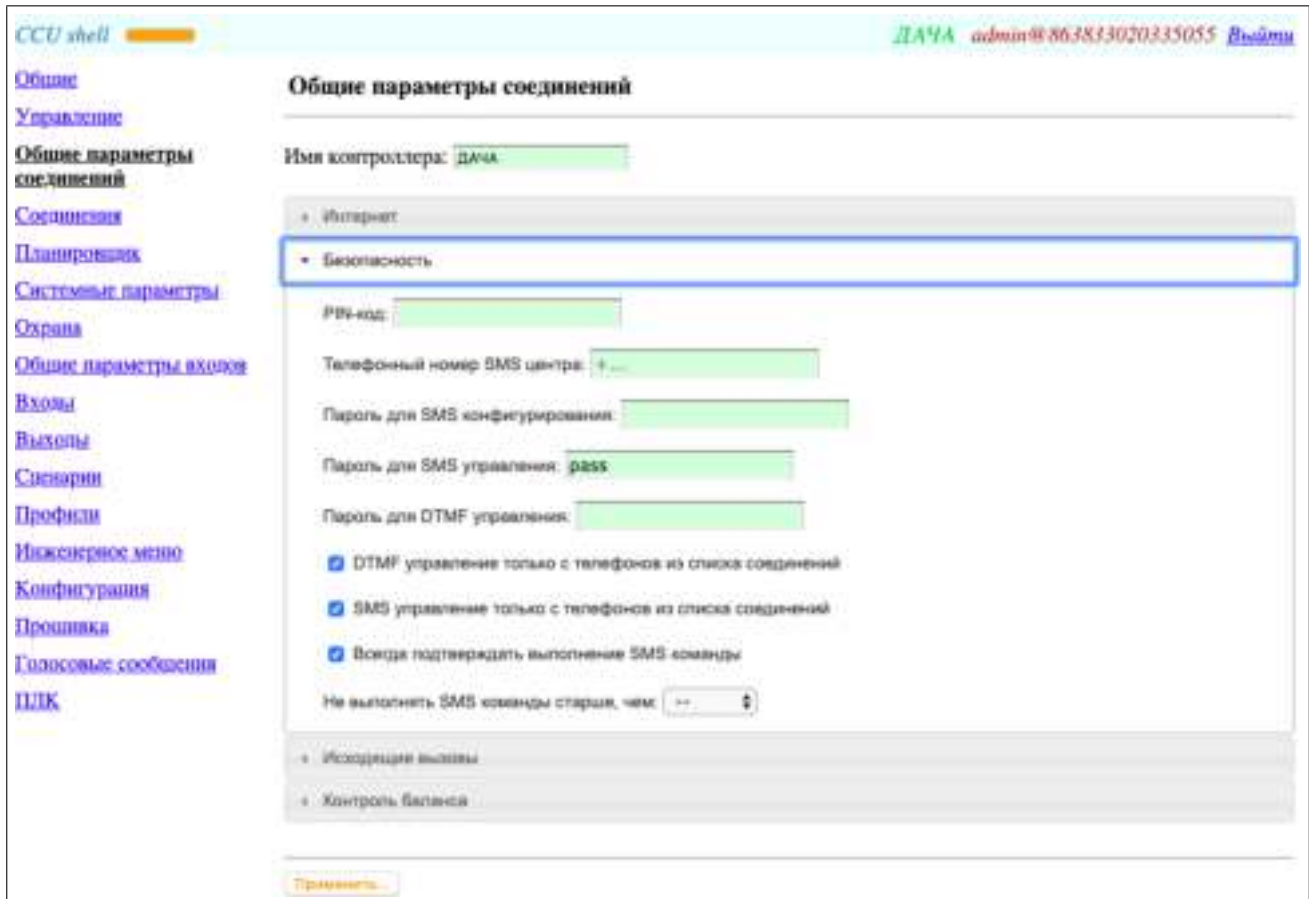 CCU shell
ДАЧА admin@863833020335055 Выйти
Общие
Управление
Общие параметры
соединений
Соединения
Планировщик
Системные параметры
Охрана
Общие параметры входов
Входы
Выходы
Сценарии
Профили
Инженерное меню
Конфигурация
Прошивка
Голосовые сообщения
ПЛК
Общие параметры соединений
Имя контроллера: ДАЧА
Интернет
Безопасность
PIN-код:
Телефонный номер SMS центра: +...
Пароль для SMS конфигурирования:
Пароль для SMS управления: pass
Пароль для DTMF управления:
DTMF управление только с телефонов из списка соединений
SMS управление только с телефонов из списка соединений
Всегда подтверждать выполнение SMS команды
Не выполнять SMS команды старше, чем: --
Исходящие вызовы
Контроль баланса
Применить...